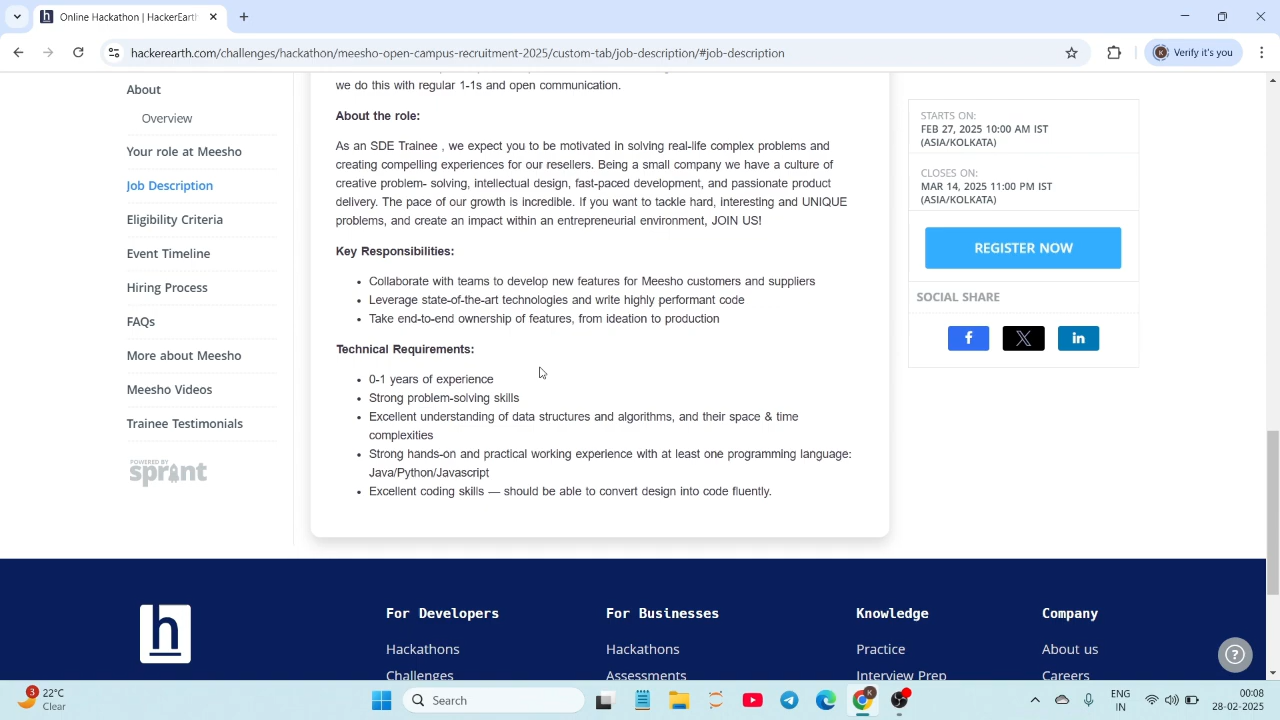 Online Hackathon | HackerEarth
hackerearth.com/challenges/hackathon/meesho-open-campus-recruitment-2025/custom-tab/job-description/#job-description
K
Verify it's you
About
Overview
Your role at Meesho
Job Description
Eligibility Criteria
Event Timeline
Hiring Process
FAQs
More about Meesho
Meesho Videos
Trainee Testimonials
POWERED BY
sprint
we do this with regular 1-1s and open communication.
About the role:
As an SDE Trainee , we expect you to be motivated in solving real-life complex problems and
creating compelling experiences for our resellers. Being a small company we have a culture of
creative problem- solving, intellectual design, fast-paced development, and passionate product
delivery. The pace of our growth is incredible. If you want to tackle hard, interesting and UNIQUE
problems, and create an impact within an entrepreneurial environment, JOIN US!
Key Responsibilities:
• Collaborate with teams to develop new features for Meesho customers and suppliers
• Leverage state-of-the-art technologies and write highly performant code
• Take end-to-end ownership of features, from ideation to production
Technical Requirements:
• 0-1 years of experience
• Strong problem-solving skills
• Excellent understanding of data structures and algorithms, and their space & time
complexities
• Strong hands-on and practical working experience with at least one programming language:
Java/Python/Javascript
• Excellent coding skills — should be able to convert design into code fluently.
STARTS ON:
FEB 27, 2025 10:00 AM IST
(ASIA/KOLKATA)
CLOSES ON:
MAR 14, 2025 11:00 PM IST
(ASIA/KOLKATA)
REGISTER NOW
SOCIAL SHARE
f
X
in
h
For Developers
Hackathons
Challenges
For Businesses
Hackathons
Assessments
Knowledge
Practice
Interview Prep
Company
About us
Careers
?
3
22°C
Clear
Search
K
ENG
IN
00:08
28-02-2025